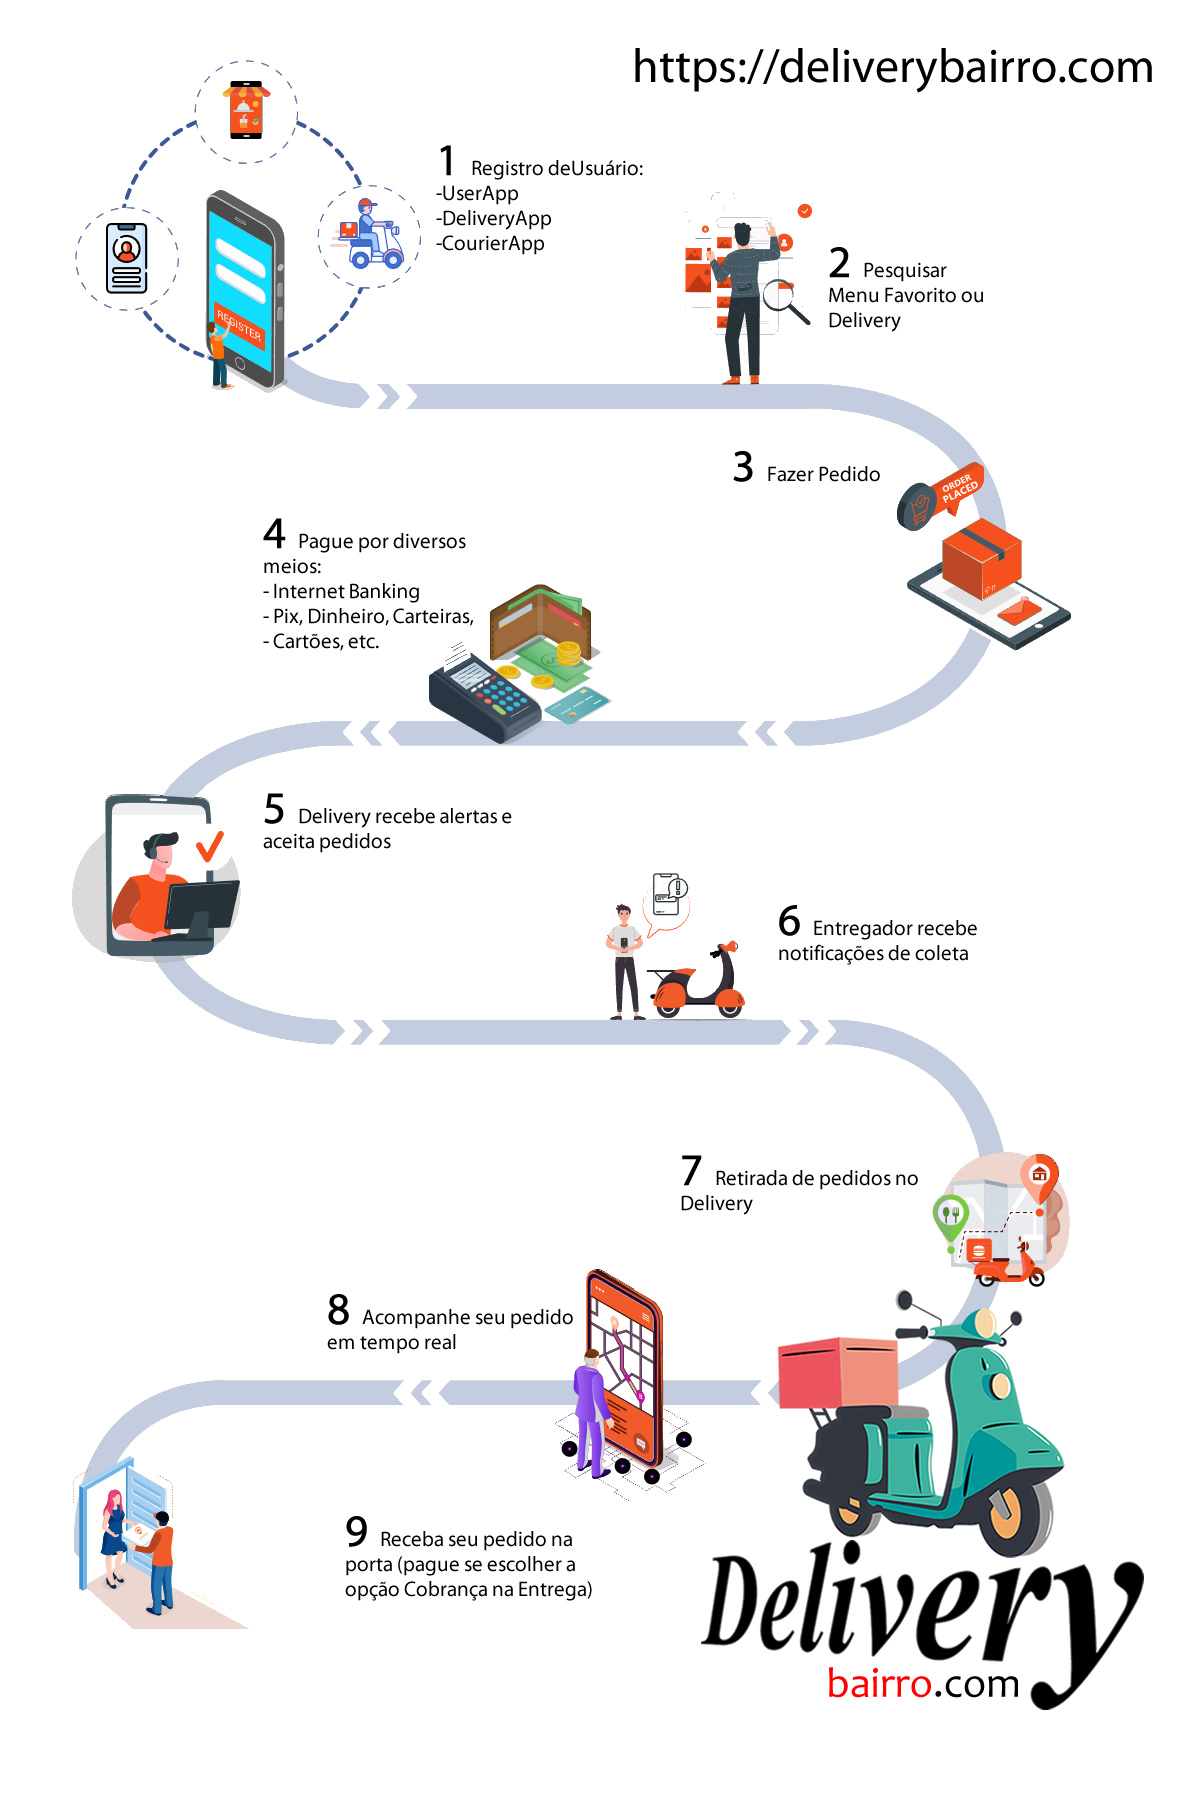 https://deliverybairro.com
1 Registro deUsuário:
-UserApp
-DeliveryApp
-CourierApp
REGISTER
2 Pesquisar
Menu Favorito ou
Delivery
3 Fazer Pedido
ORDER
PLACED
4 Pague por diversos
meios:
- Internet Banking
- Pix, Dinheiro, Carteiras,
- Cartões, etc.
5 Delivery recebe alertas e
aceita pedidos
6 Entregador recebe
notificações de coleta
7 Retirada de pedidos no
Delivery
8 Acompanhe seu pedido
em tempo real
9 Receba seu pedido na
porta (pague se escolher a
opção Cobrança na Entrega)
Delivery
bairro.com